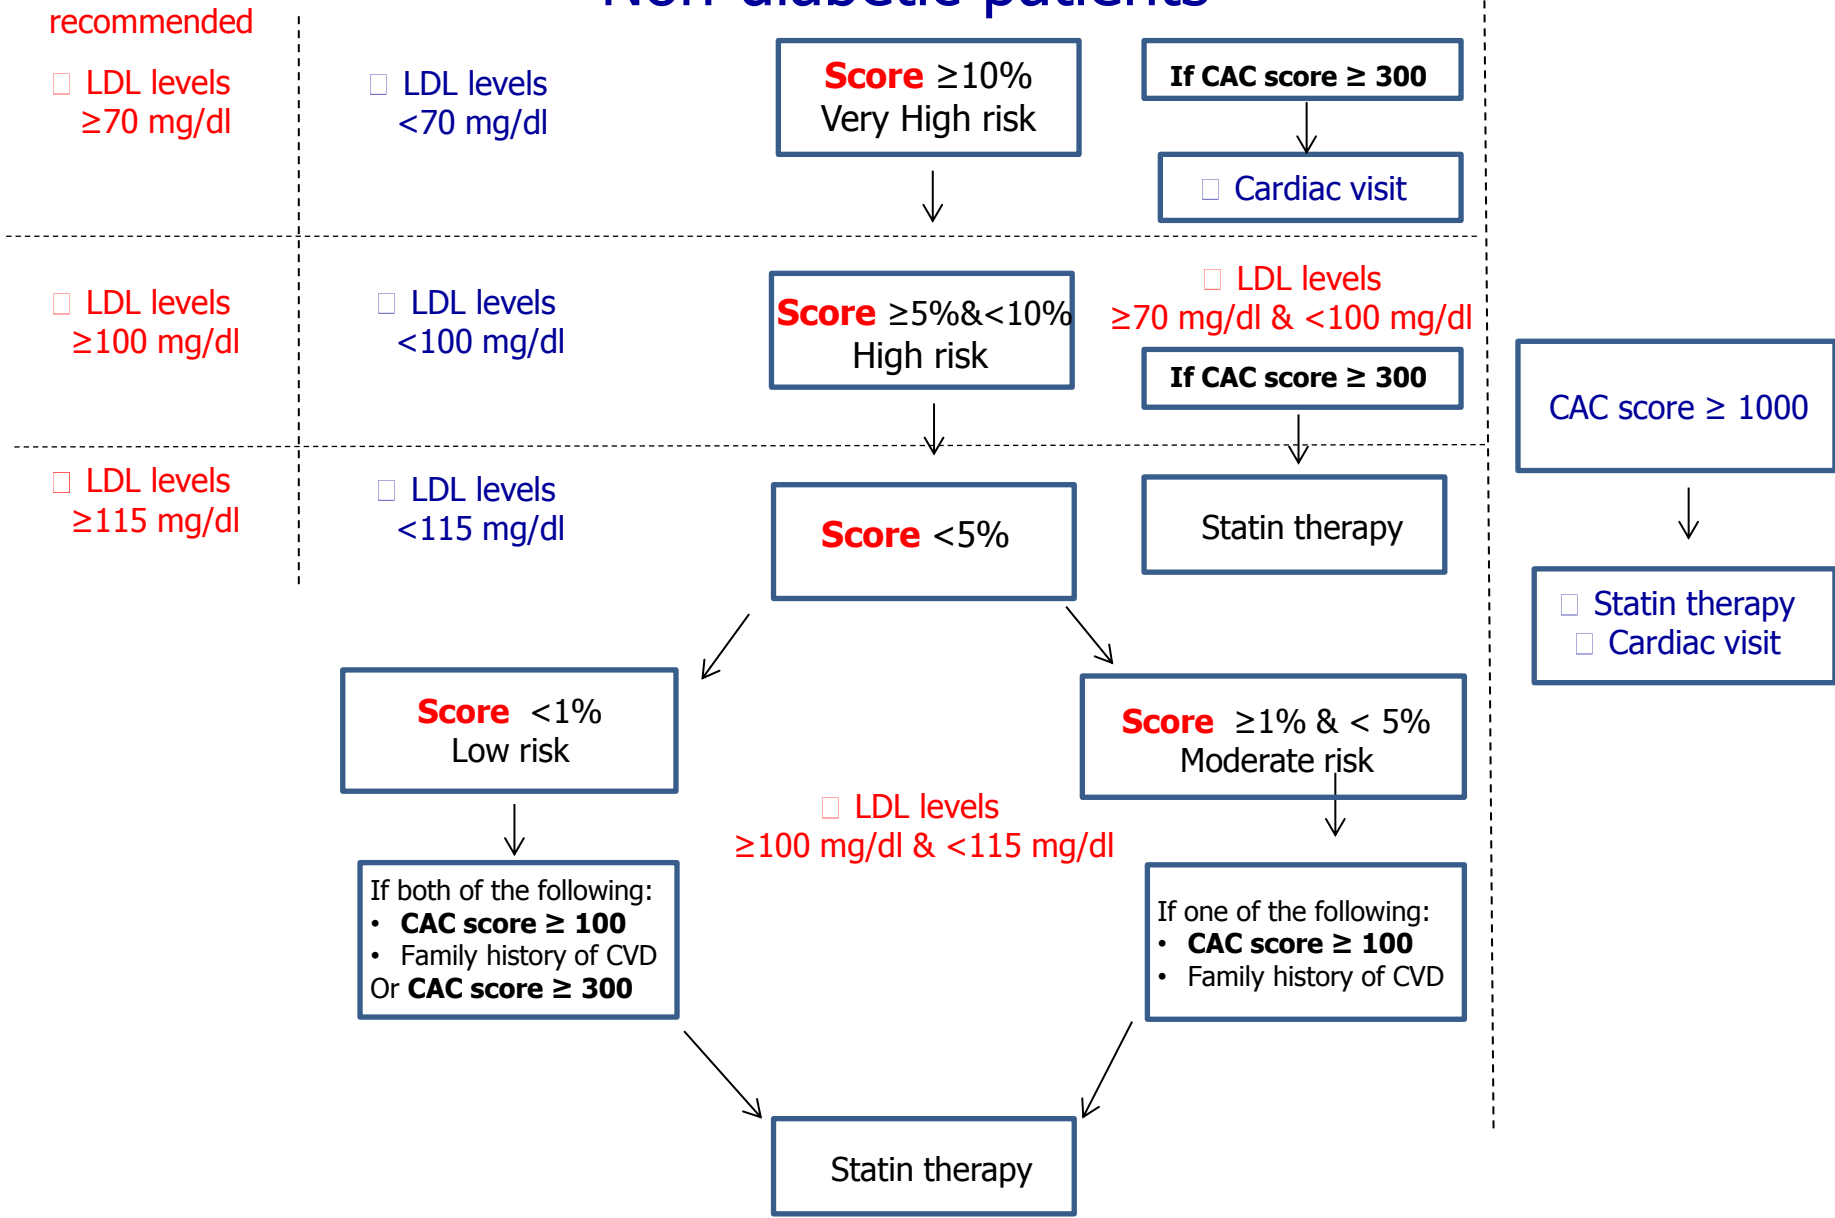 Non-diabetic patients
recommended
LDL levels
≥70 mg/dl
LDL levels
<70 mg/dl
Score ≥10%
Very High risk
If CAC score ≥ 300
Cardiac visit
LDL levels
≥100 mg/dl
LDL levels
<100 mg/dl
Score ≥5%&<10%
High risk
LDL levels
≥70 mg/dl & <100 mg/dl
If CAC score ≥ 300
CAC score ≥ 1000
LDL levels
≥115 mg/dl
LDL levels
<115 mg/dl
Score <5%
Statin therapy
Statin therapy
Cardiac visit
Score <1%
Low risk
Score ≥1% & < 5%
Moderate risk
LDL levels
≥100 mg/dl & <115 mg/dl
If both of the following:
• CAC score ≥ 100
• Family history of CVD
Or CAC score ≥ 300
If one of the following:
• CAC score ≥ 100
• Family history of CVD
Statin therapy